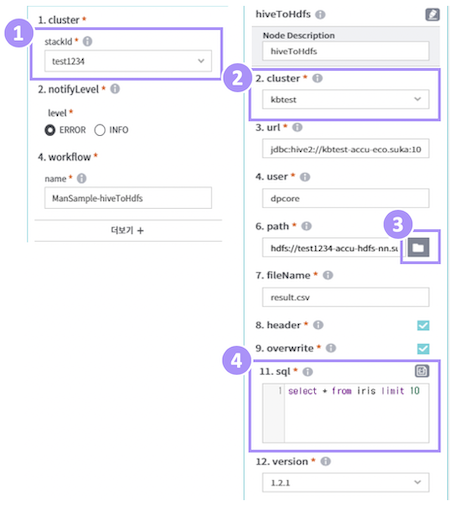 1
1. cluster *
stackId *
test1234
2. notifyLevel *
level *
ERROR
INFO
4. workflow*
name *
ManSample-hiveToHdfs
더보기 +
hiveToHdfs
Node Description
hiveToHdfs
2
2. cluster *
kbtest
3. url *
jdbc:hive2://kbtest-accu-eco.suka:10
4. user *
dpcore
6. path *
3
hdfs://test1234-accu-hdfs-nn.su
7. fileName *
result.csv
8. header *
9. overwrite *
4
11. sql *
1 select * from iris limit 10
12. version *
1.2.1